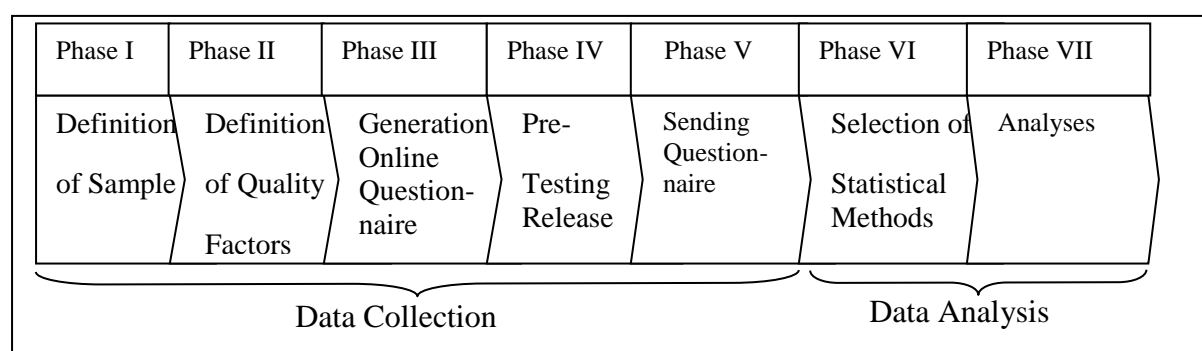 Phase I
Phase II
Phase III
Phase IV
Phase V
Phase VI
Phase VII
Definition
of Sample
Definition
of Quality
Factors
Generation
Online
Question-
naire
Pre-
Testing
Release
Sending
Question-
naire
Selection of
Statistical
Methods
Analyses
Data Collection
Data Analysis